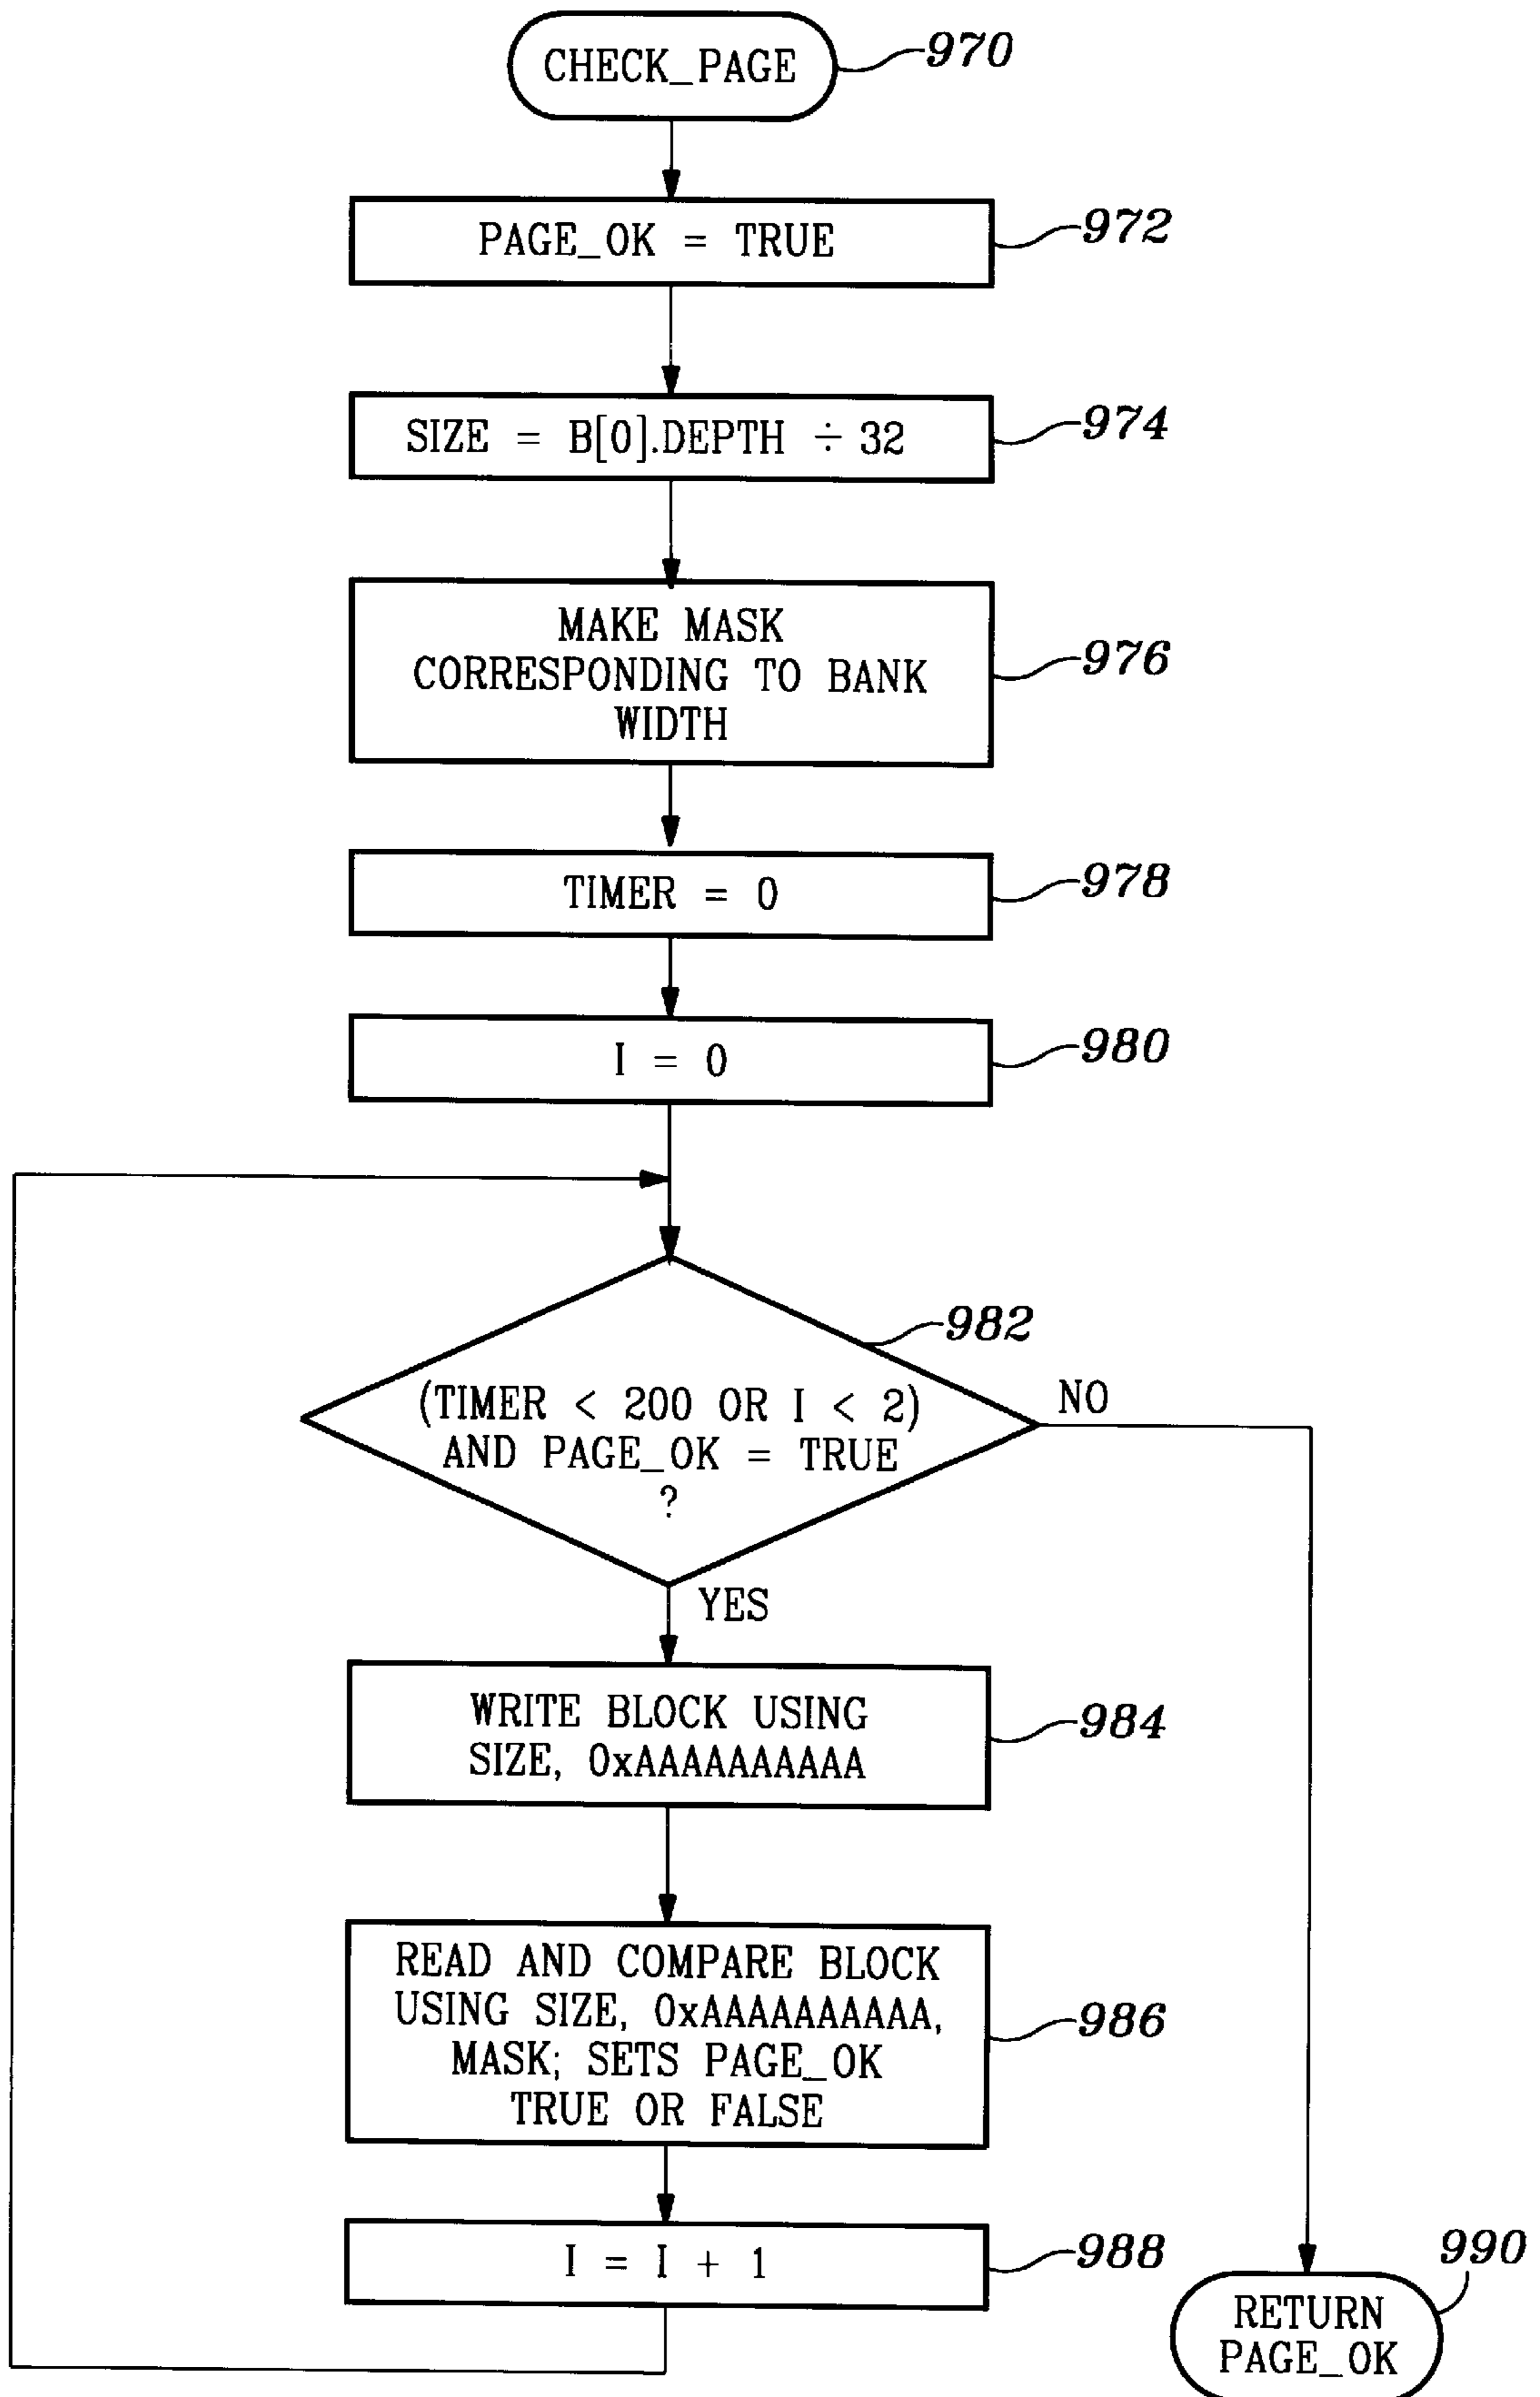 CHECK_PAGE
970
PAGE_OK = TRUE
972
SIZE = B[0].DEPTH ÷ 32
974
MAKE MASK
CORRESPONDING TO BANK
WIDTH
976
TIMER = 0
978
I = 0
980
982
(TIMER < 200 OR I < 2)
AND PAGE_OK = TRUE
?
NO
YES
WRITE BLOCK USING
SIZE, 0xAAAAAAAAAA
984
READ AND COMPARE BLOCK
USING SIZE, 0xAAAAAAAAAA,
MASK; SETS PAGE_OK
TRUE OR FALSE
986
I = I + 1
988
990
RETURN
PAGE_OK